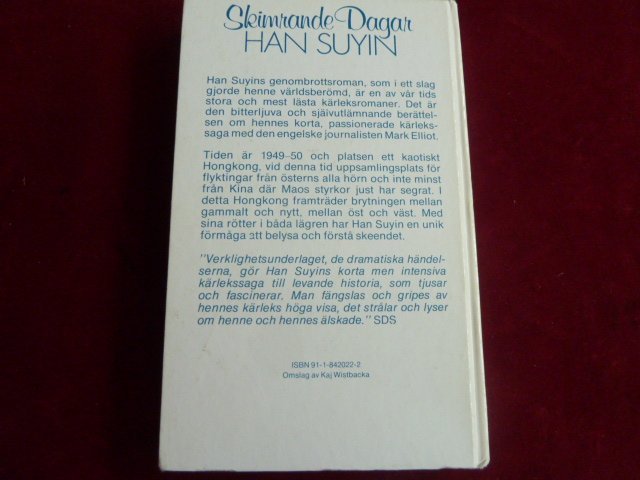 Skimrande Dagar
HAN SUYIN
Han Suyins genombrottsroman, som i ett slag
gjorde henne världsberömd, är en av vår tids
stora och mest lästa kärleksromaner. Det är
den bitterljuva och självutlämnande berättel-
sen om hennes korta, passionerade kärleks-
saga med den engelske journalisten Mark Elliot.
Tiden är 1949-50 och platsen ett kaotiskt
Hongkong, vid denna tid uppsamlingsplats för
flyktingar från österns alla hörn och inte minst
från Kina där Maos styrkor just har segrat. I
detta Hongkong framträder brytningen mellan
gammalt och nytt, mellan öst och väst. Med
sina rötter i båda lägren har Han Suyin en unik
förmåga att belysa och förstå skeendet.
"Verklighetsunderlaget, de dramatiska händel-
serna, gör Han Suyins korta men intensiva
kärlekssaga till levande historia, som tjusar
och fascinerar. Man fängslas och gripes av
hennes kärleks höga visa, det strålar och lyser
om henne och hennes älskade." SDS
ISBN 91-1-842022-2
Omslag av Kaj Wistbacka